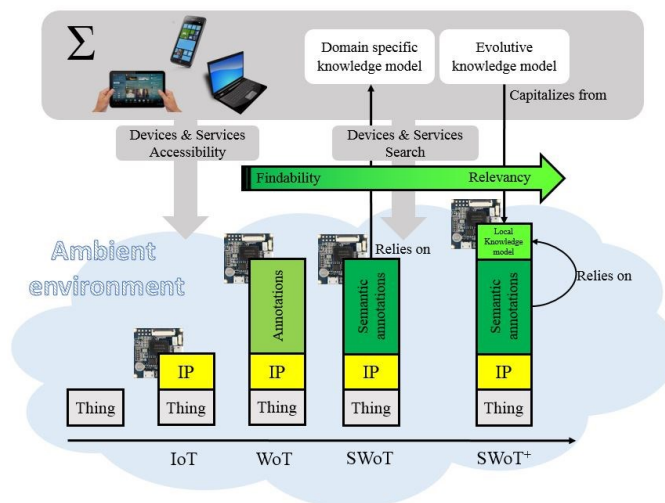 Σ
Domain specific
knowledge model
Evolutive
knowledge model
Capitalizes from
Devices & Services
Accessibility
Devices & Services
Search
Findability
Relevancy
Ambient
environment
Relies on
Local
Knowledge
model
Relies on
Annotations
Semantic
annotations
Semantic
annotations
IP
IP
IP
IP
Thing
Thing
Thing
Thing
Thing
IoT
WoT
SWoT
SWoT⁺